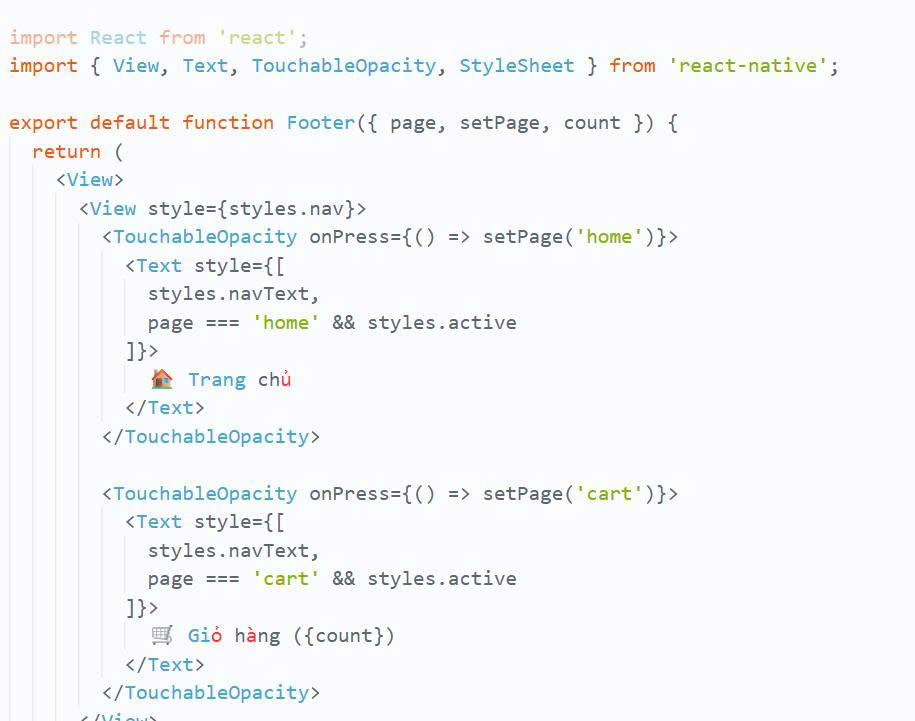 import React from 'react';
import { View, Text, TouchableOpacity, StyleSheet } from 'react-native';
export default function Footer({ page, setPage, count }) {
return (
<View>
<View style={styles.nav}>
<TouchableOpacity onPress={() => setPage('home')}>
<Text style={[
styles.navText,
page === 'home' && styles.active
]}>
🏠 Trang chủ
</Text>
</TouchableOpacity>
<TouchableOpacity onPress={() => setPage('cart')}>
<Text style={[
styles.navText,
page === 'cart' && styles.active
]}>
🛒 Giỏ hàng ({count})
</Text>
</TouchableOpacity>
</View>